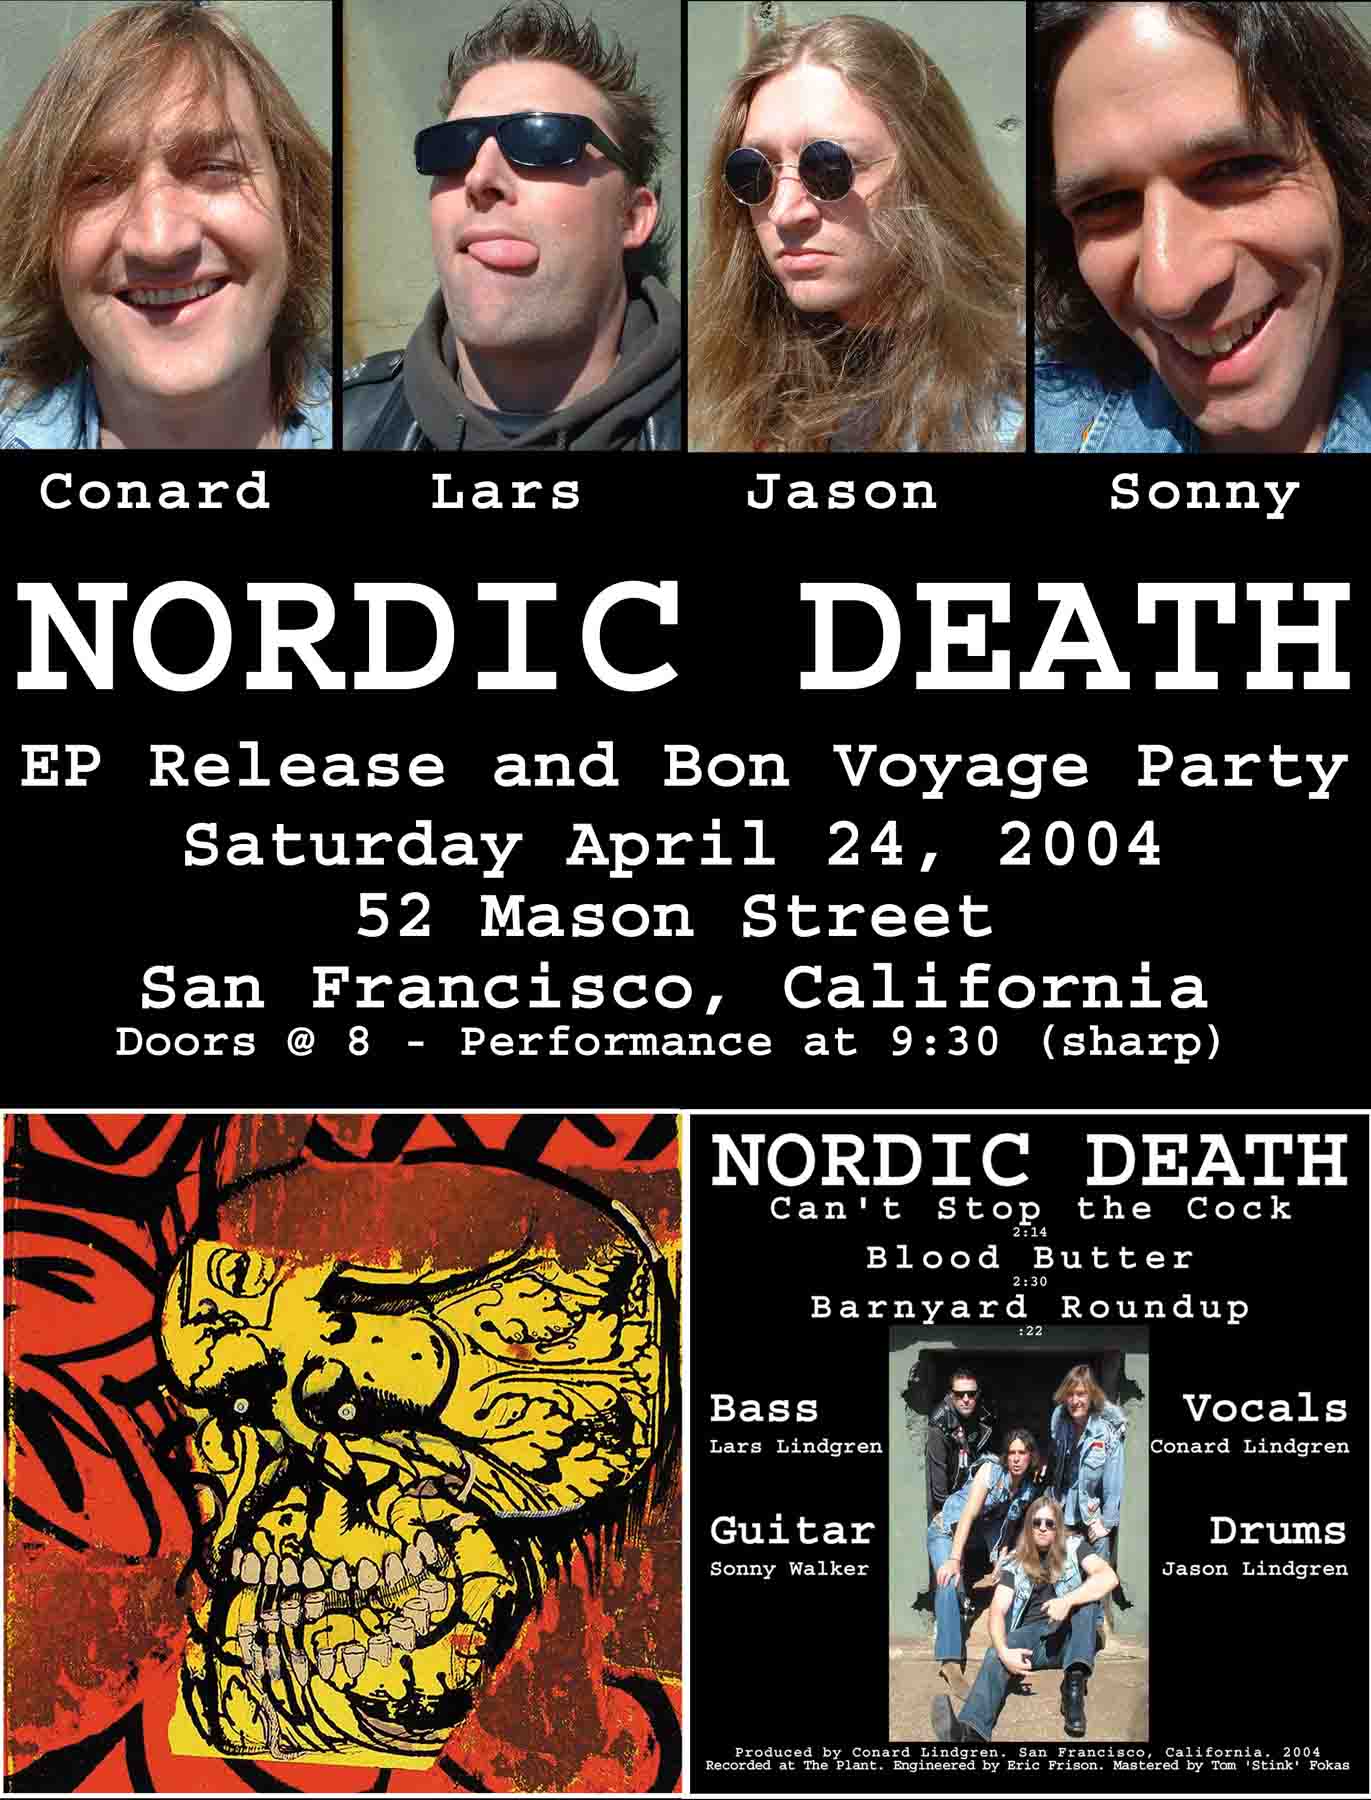 Conard Lars Jason Sonny
NORDIC DEATH
EP Release and Bon Voyage Party
Saturday April 24, 2004
52 Mason Street
San Francisco, California
Doors @ 8 - Performance at 9:30 (sharp)
NORDIC DEATH
Can't Stop the Cock
2:14
Blood Butter
2:30
Barnyard Roundup
:22
Bass
Lars Lindgren
Vocals
Conard Lindgren
Guitar
Sonny Walker
Drums
Jason Lindgren
Produced by Conard Lindgren. San Francisco, California. 2004
Recorded at The Plant. Engineered by Eric Frison. Mastered by Tom 'Stink' Fokas